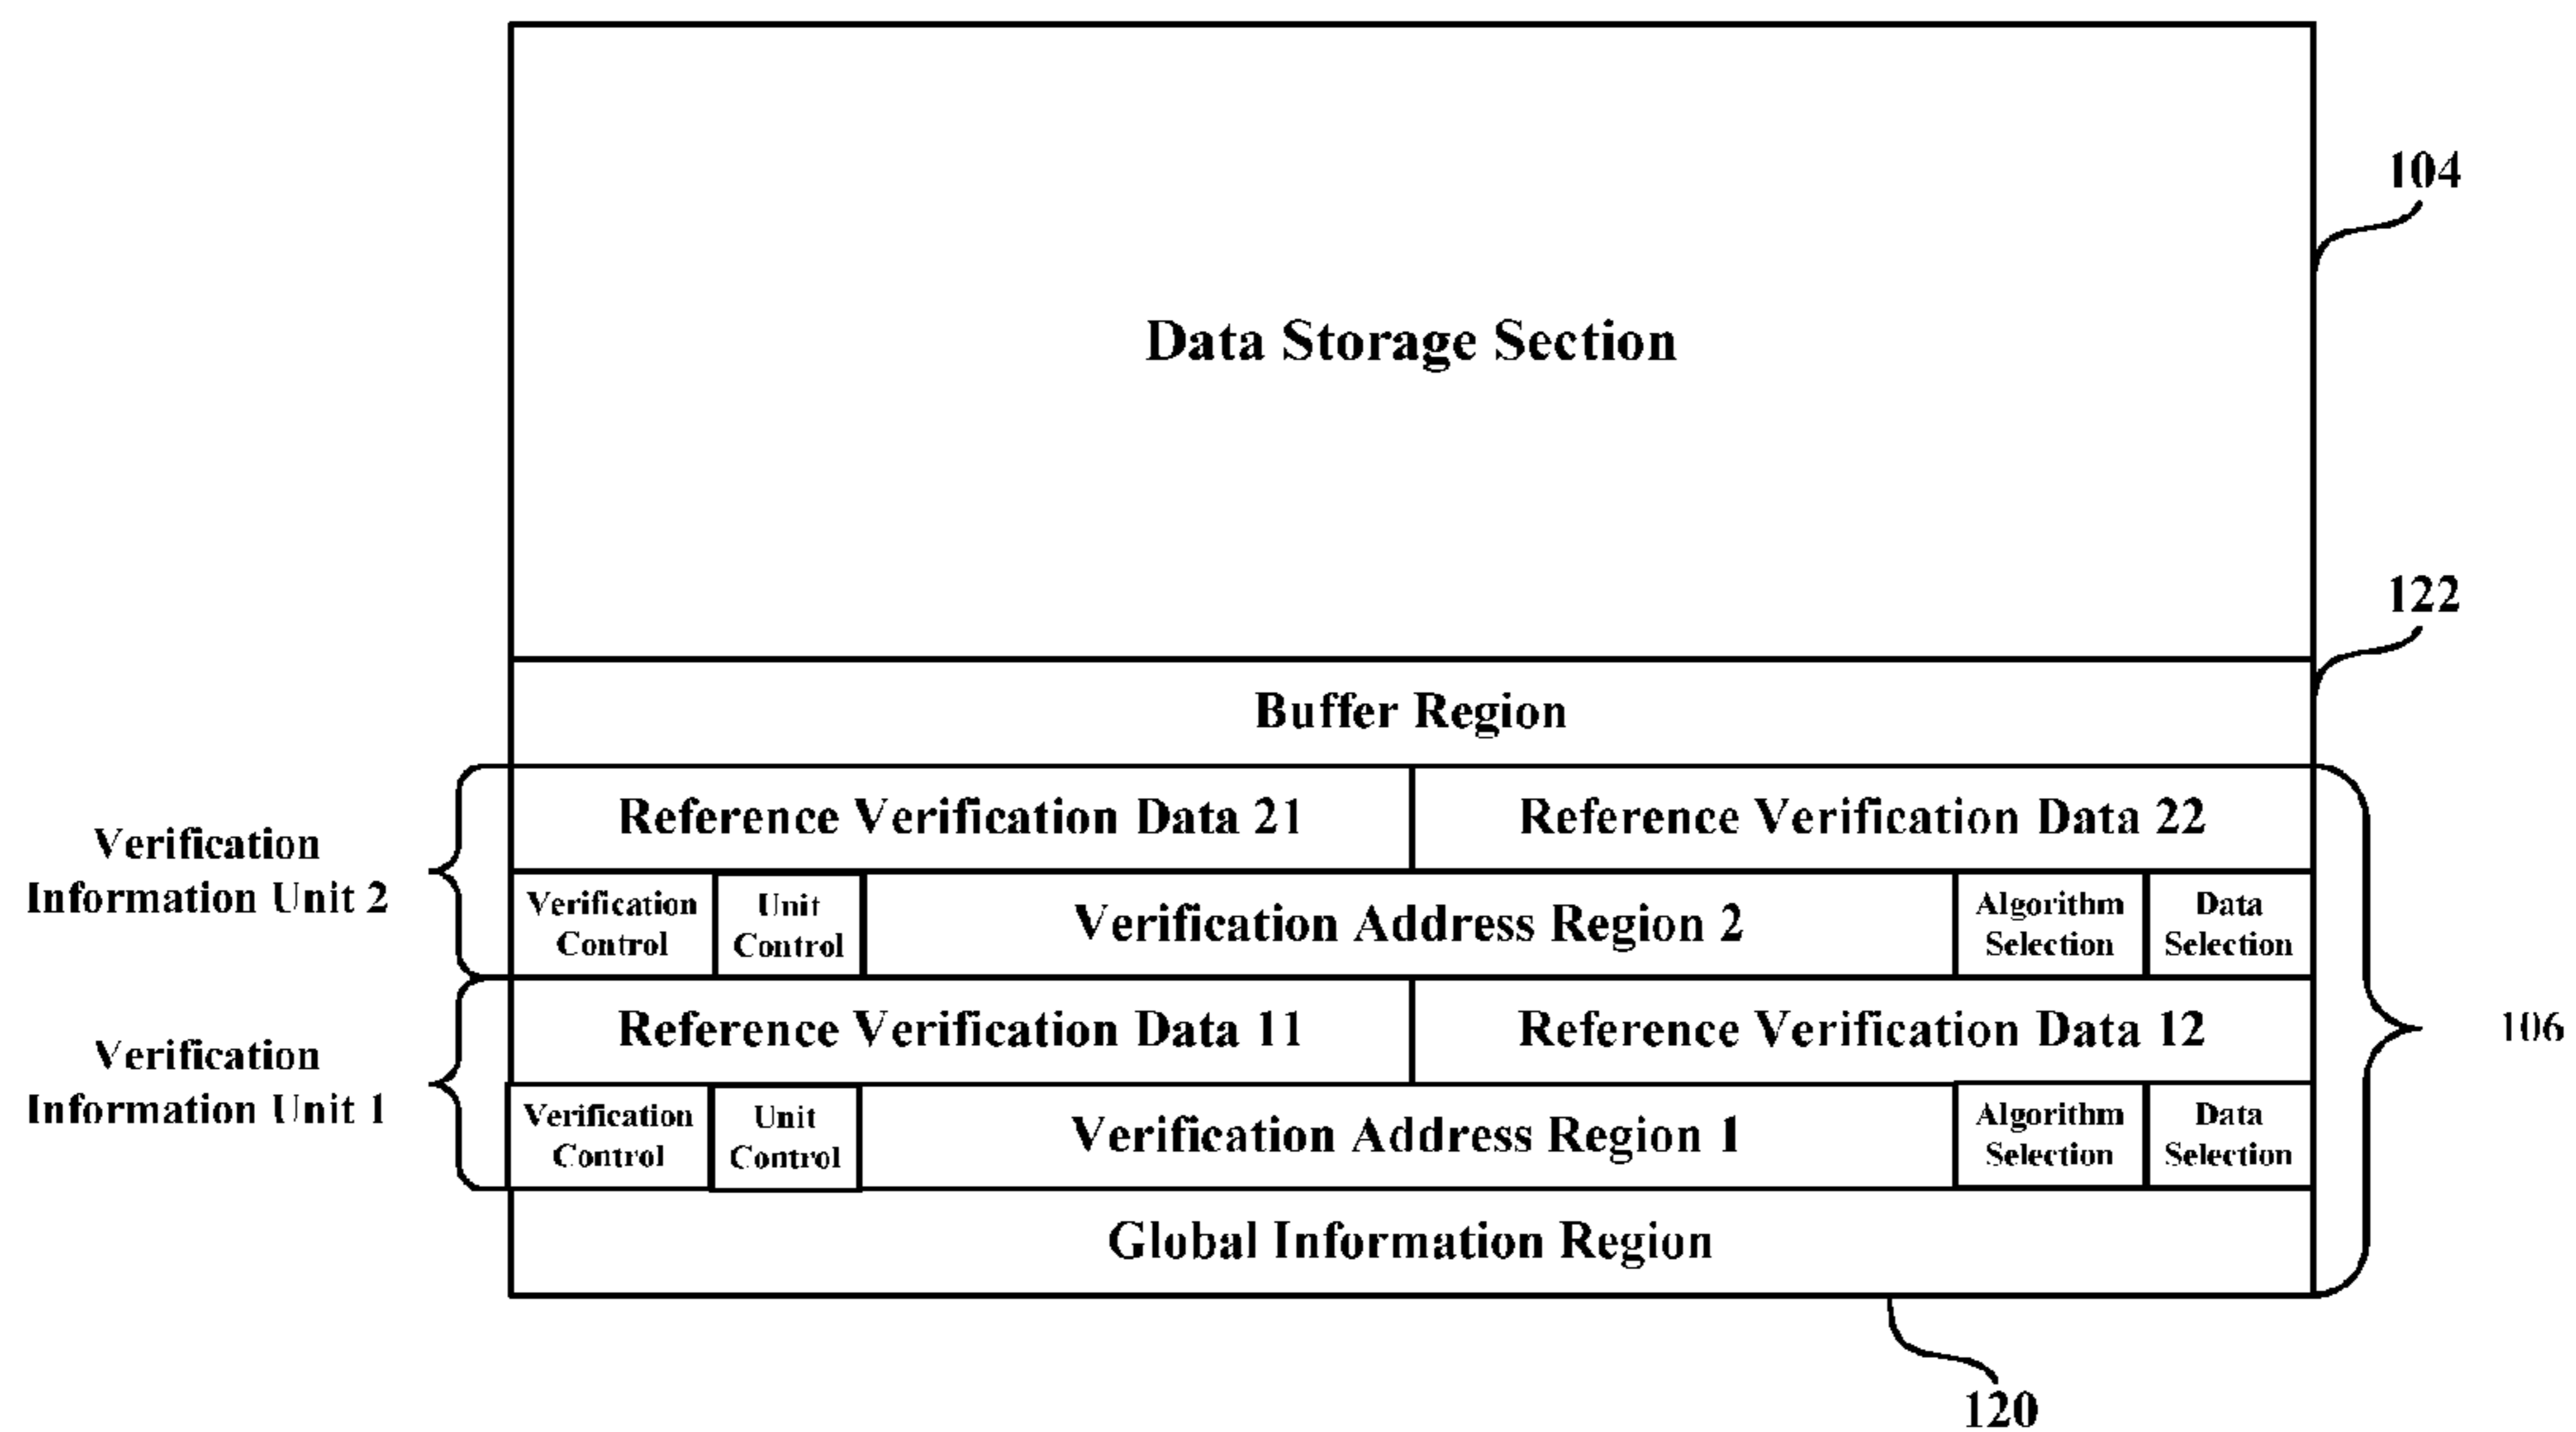 104
Data Storage Section
122
Buffer Region
Verification
Information Unit 2
Reference Verification Data 21
Reference Verification Data 22
Verification
Control
Unit
Control
Verification Address Region 2
Algorithm
Selection
Data
Selection
106
Verification
Information Unit 1
Reference Verification Data 11
Reference Verification Data 12
Verification
Control
Unit
Control
Verification Address Region 1
Algorithm
Selection
Data
Selection
Global Information Region
120